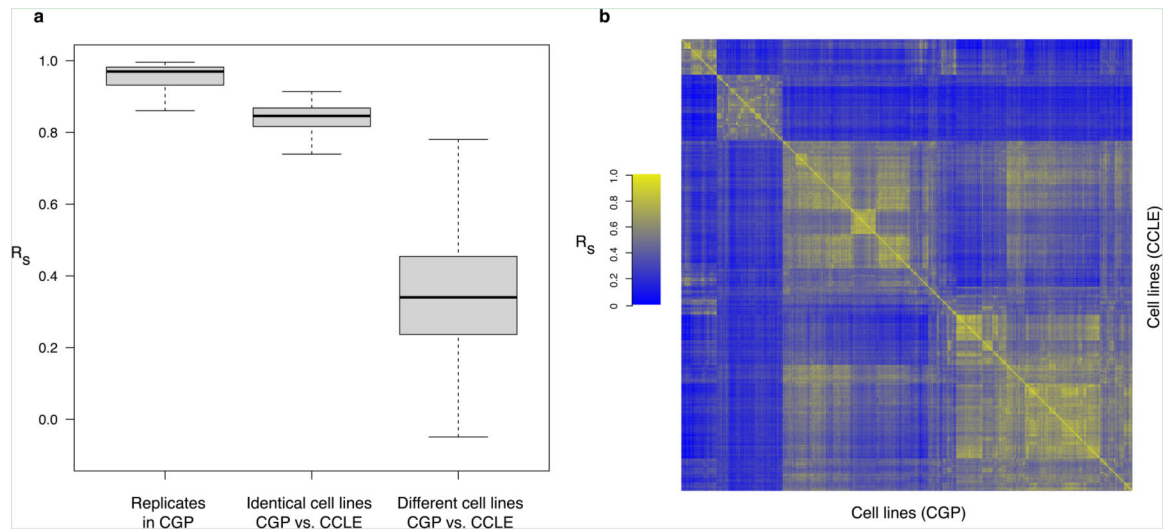 a
1.0
0.8
0.6
0.4
0.2
0.0
Rs
Replicates
in CGP
Identical cell lines
CGP vs. CCLE
Different cell lines
CGP vs. CCLE
b
Rs
1.0
0.8
0.6
0.4
0.2
0
Cell lines (CCLE)
Cell lines (CGP)